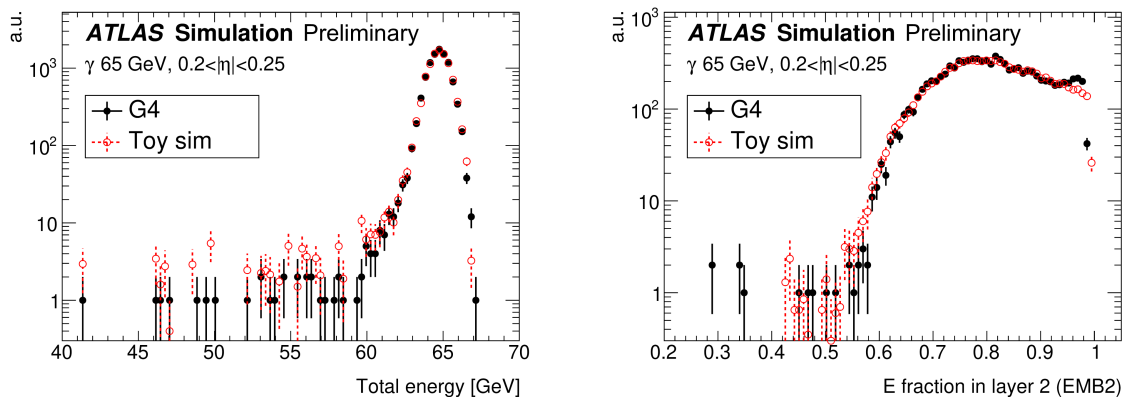 a.u.
ATLAS Simulation Preliminary
γ 65 GeV, 0.2<|η|<0.25
G4
Toy sim
10³
10²
10
1
40 45 50 55 60 65 70
Total energy [GeV]
a.u.
ATLAS Simulation Preliminary
γ 65 GeV, 0.2<|η|<0.25
G4
Toy sim
10³
10²
10
1
0.2 0.3 0.4 0.5 0.6 0.7 0.8 0.9 1
E fraction in layer 2 (EMB2)